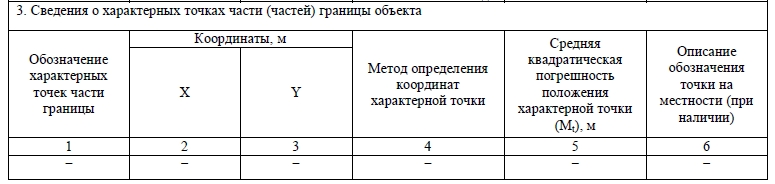 3. Сведения о характерных точках части (частей) границы объекта
Обозначение
характерных
точек части
границы
Координаты, м
X
Y
Метод определения
координат
характерной точки
Средняя
квадратическая
погрешность
положения
характерной точки
(Mt), м
Описание
обозначения
точки на
местности (при
наличии)
1 2 3 4 5 6
– – – – – –